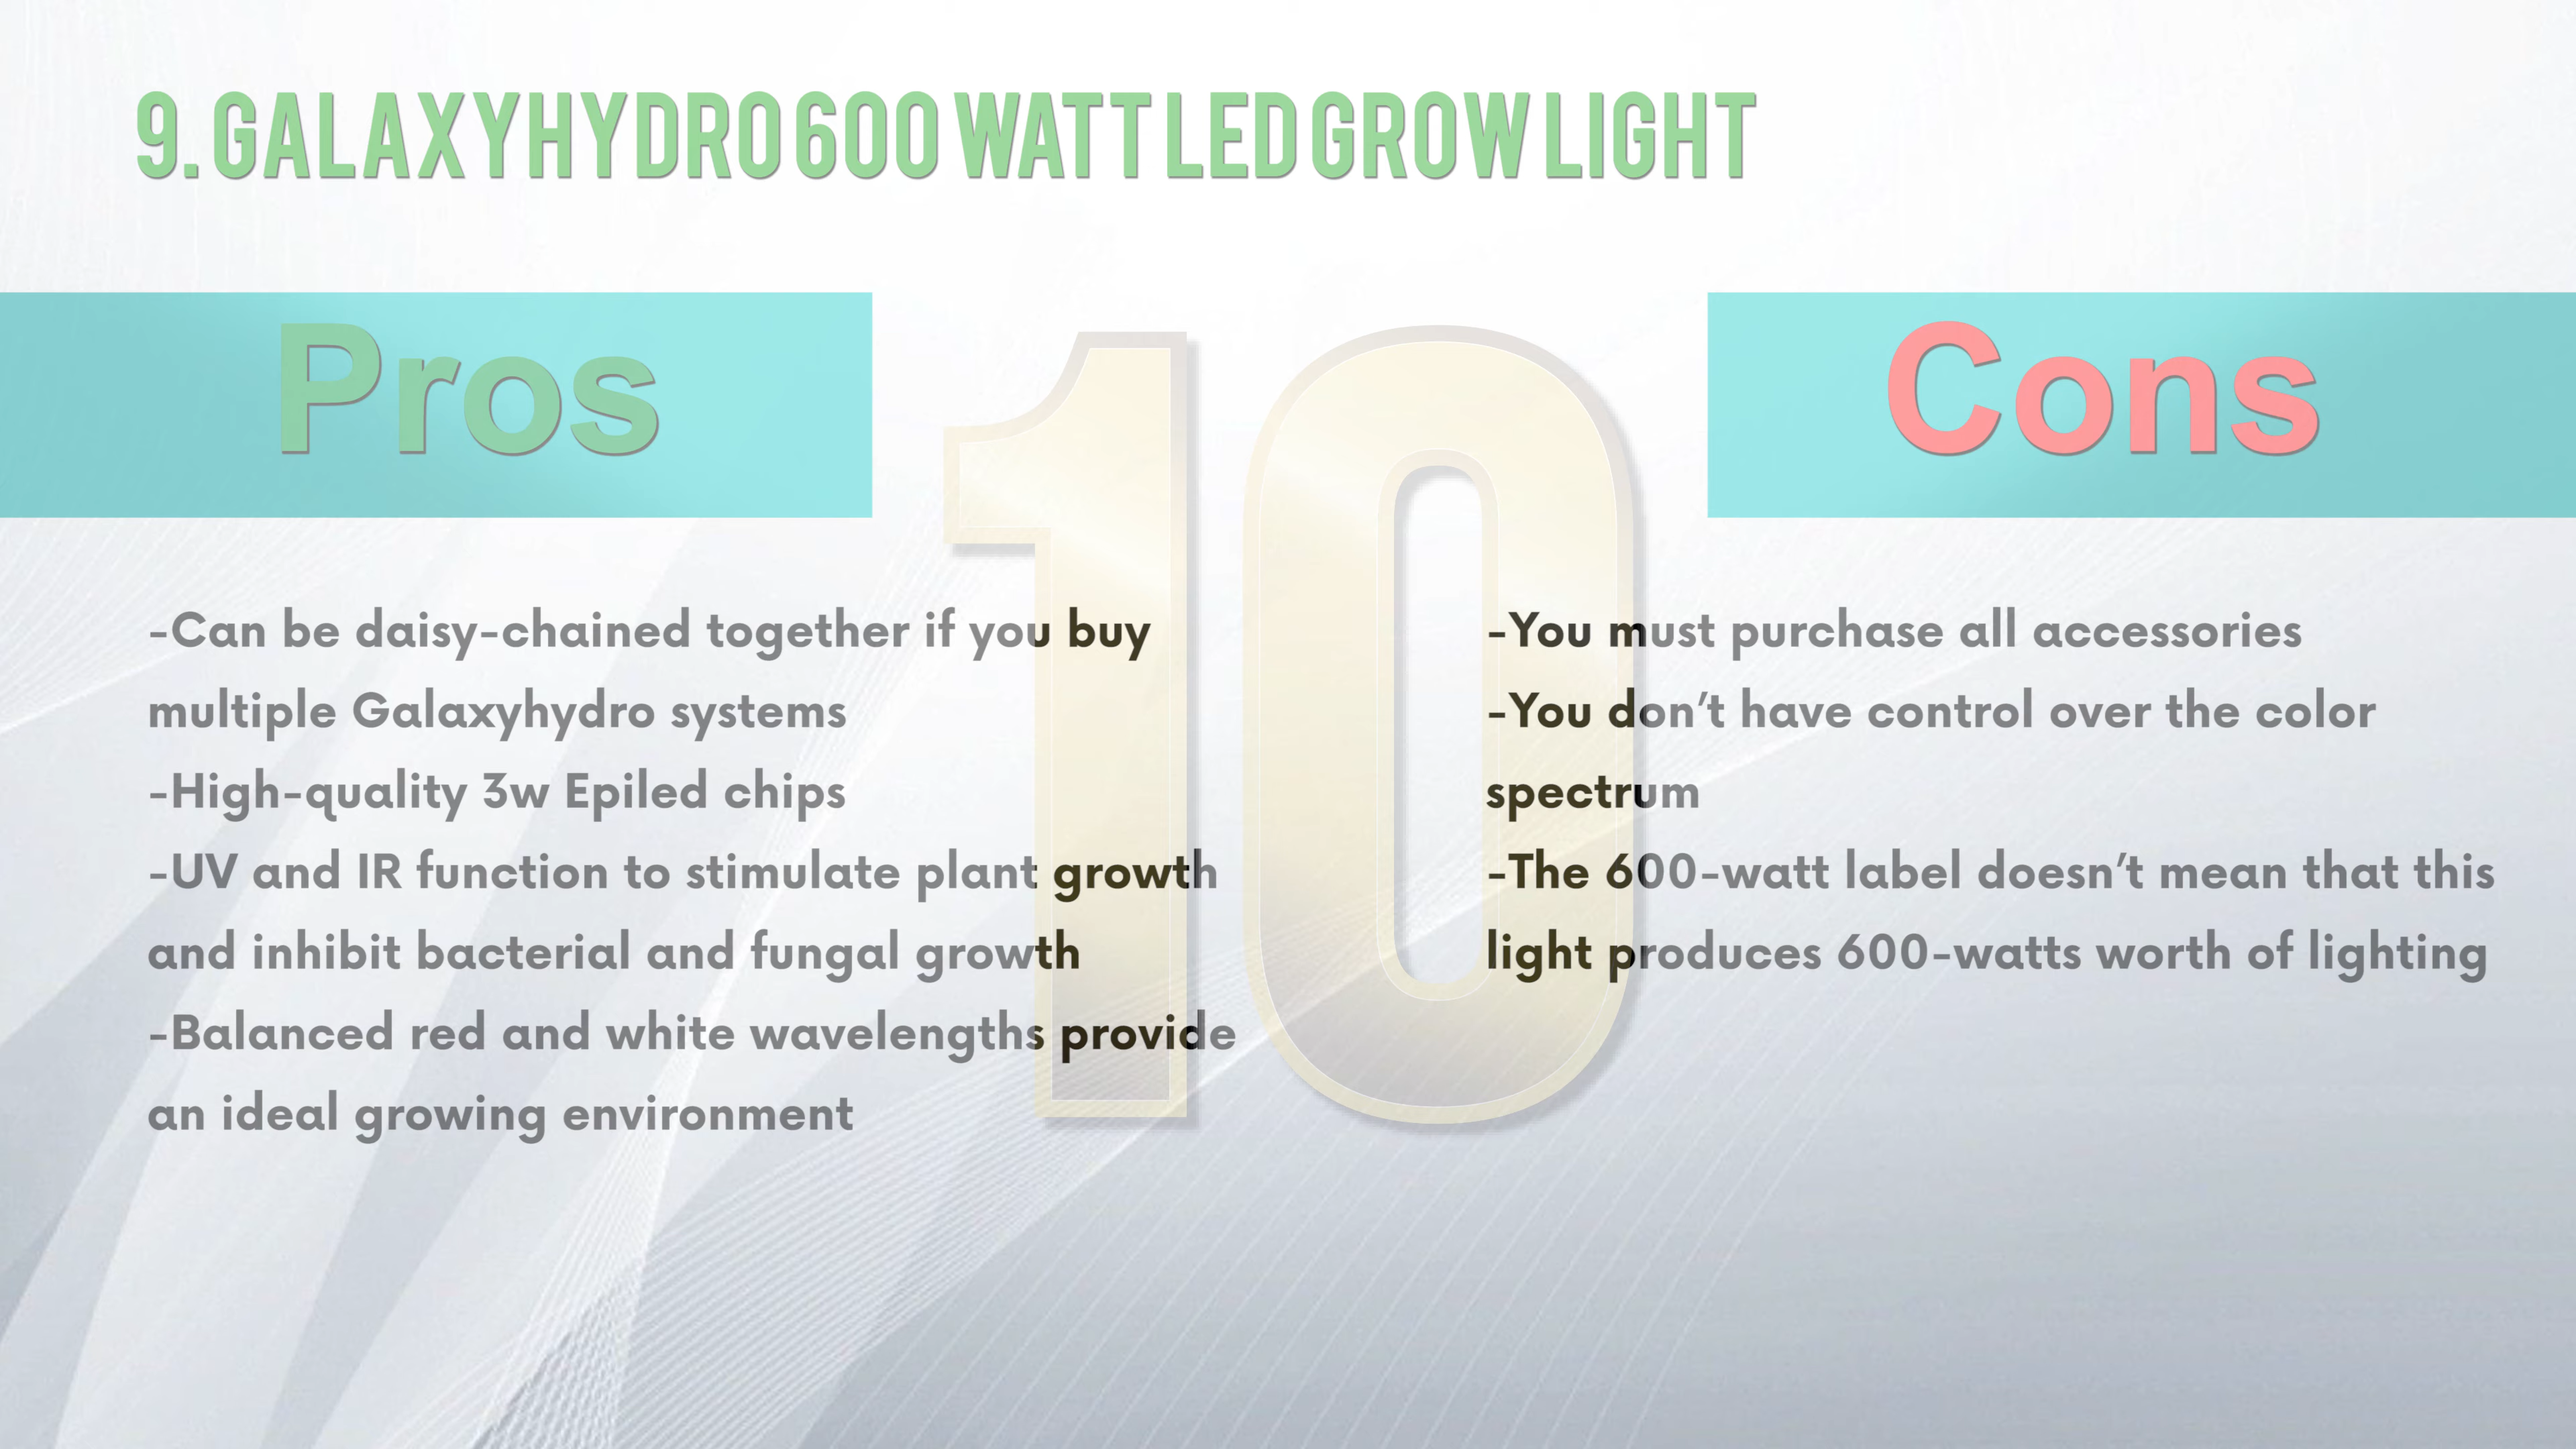 9. GALAXYHYDRO 600 WATT LED GROW LIGHT
Pros
Cons
10
-Can be daisy-chained together if you buy
multiple Galaxyhydro systems
-High-quality 3w Epiled chips
-UV and IR function to stimulate plant growth
and inhibit bacterial and fungal growth
-Balanced red and white wavelengths provide
an ideal growing environment
-You must purchase all accessories
-You don't have control over the color
spectrum
-The 600-watt label doesn't mean that this
light produces 600-watts worth of lighting